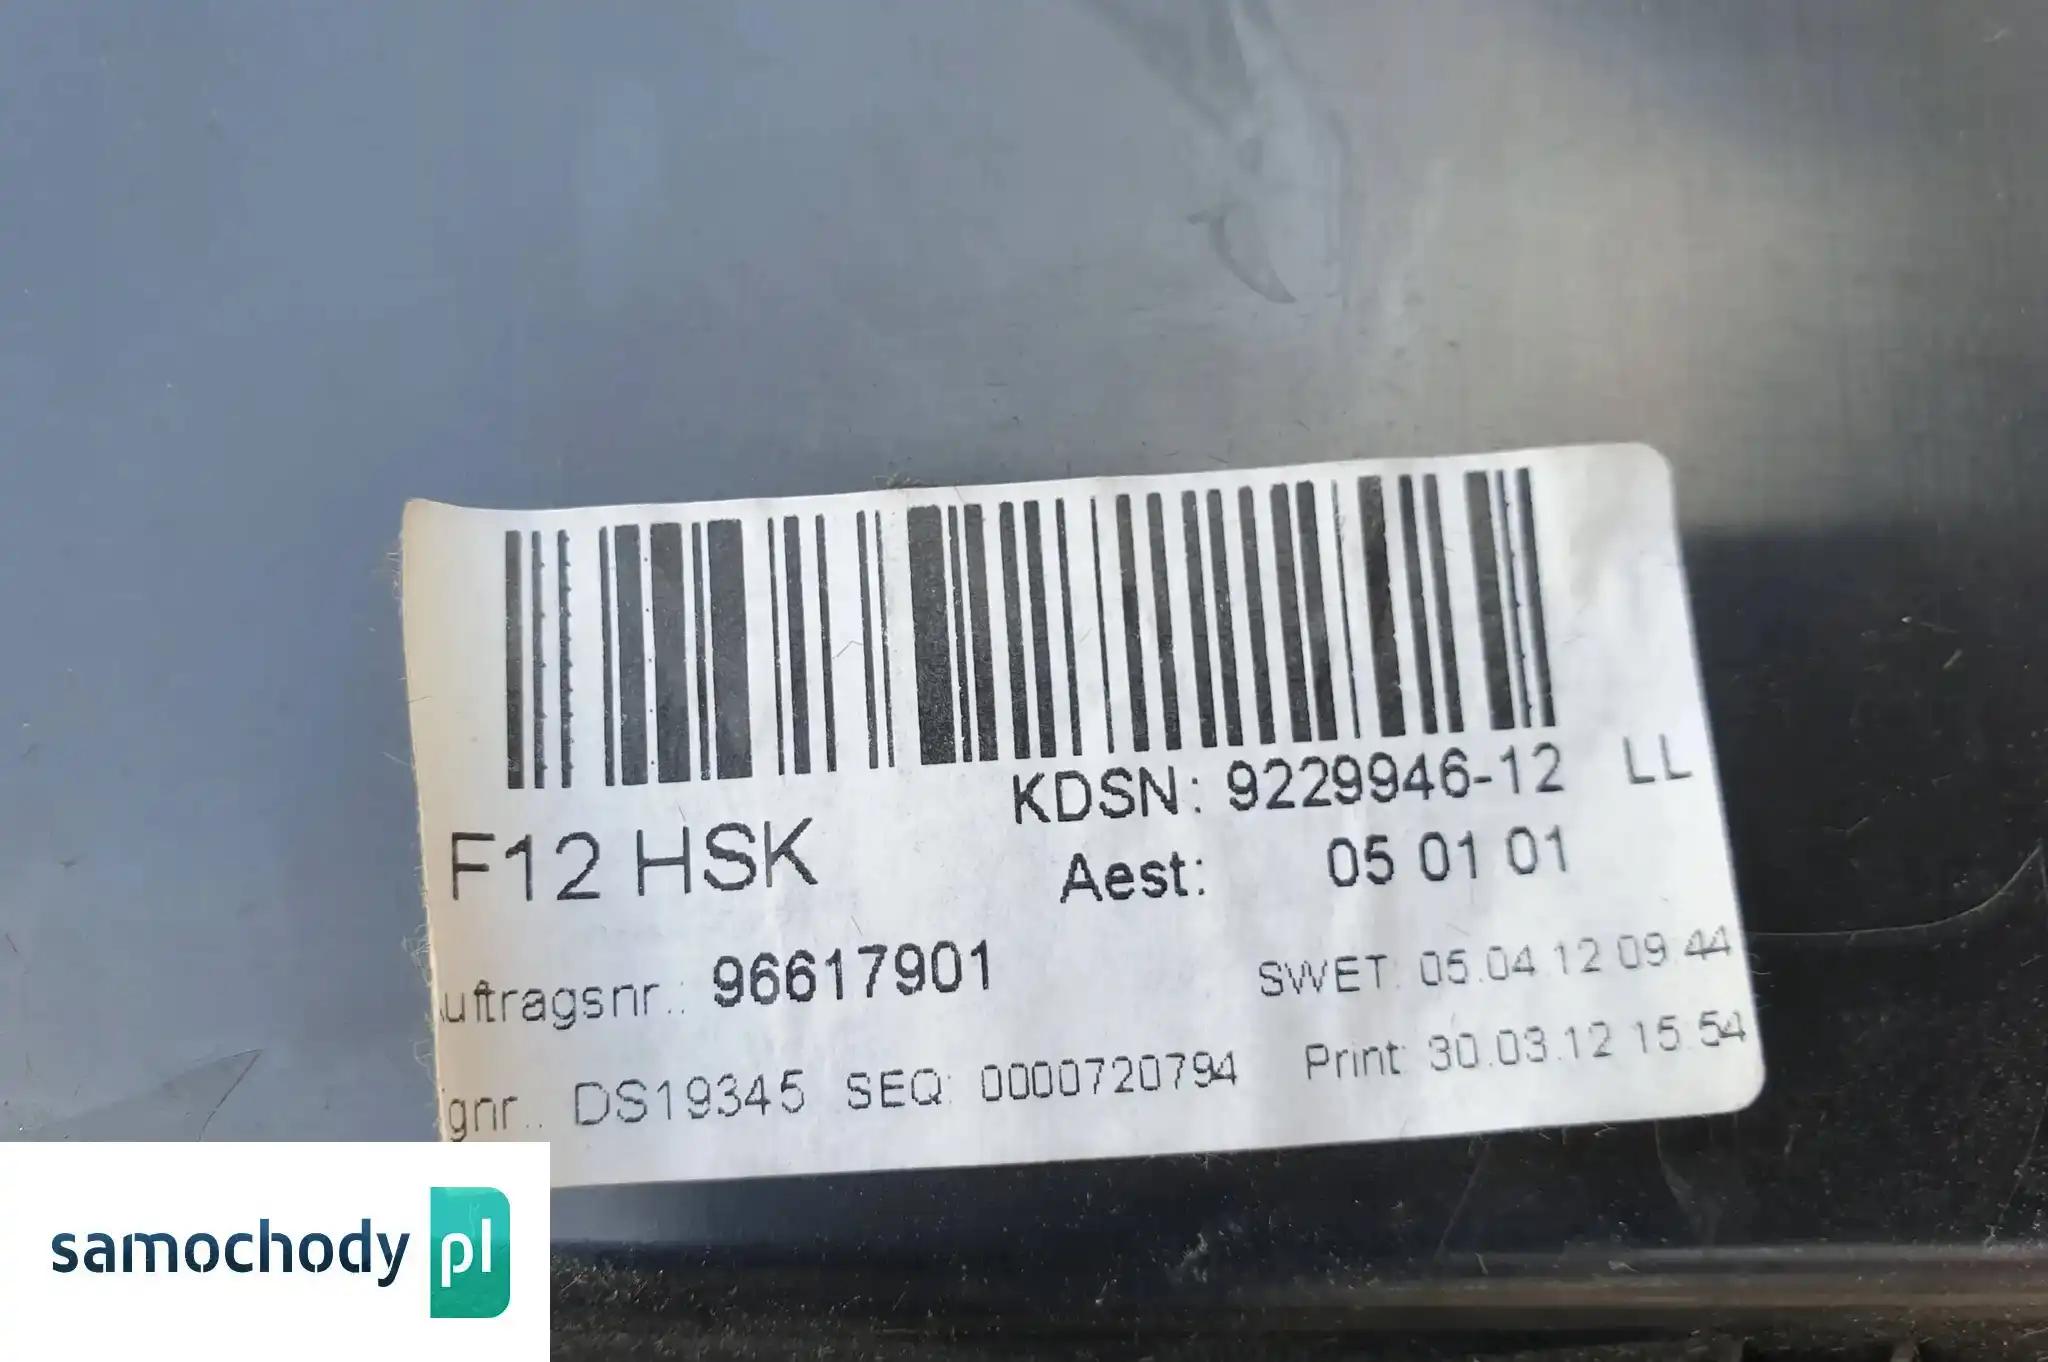 KDSN: 9229946-12 LL
F12 HSK
Aest: 05 01 01
uftragsnr.: 96617901
SWET: 05.04.12 09:44
gnr.: DS19345 SEQ: 0000720794
Print: 30.03.12 15:54
samochody pl